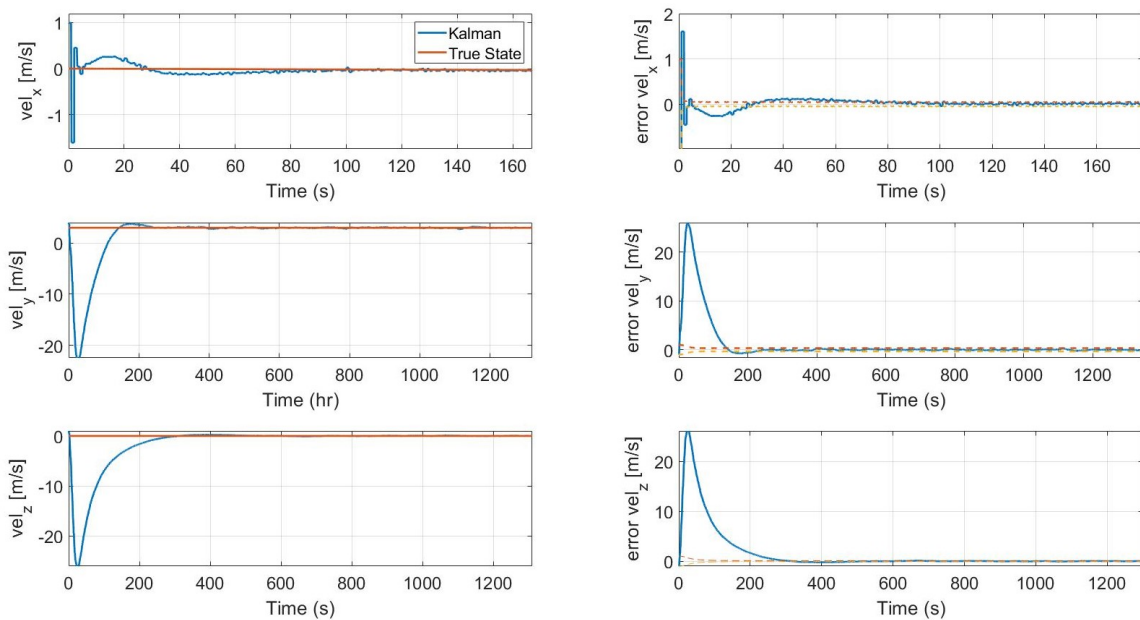 vel_x [m/s]
1
0
-1
Kalman
True State
0 20 40 60 80 100 120 140 160
Time (s)
error vel_x [m/s]
2
1
0
0 20 40 60 80 100 120 140 160
Time (s)
vel_y [m/s]
0
-10
-20
0 200 400 600 800 1000 1200
Time (hr)
error vel_y [m/s]
20
10
0
0 200 400 600 800 1000 1200
Time (s)
vel_z [m/s]
0
-10
-20
0 200 400 600 800 1000 1200
Time (s)
error vel_z [m/s]
20
10
0
0 200 400 600 800 1000 1200
Time (s)